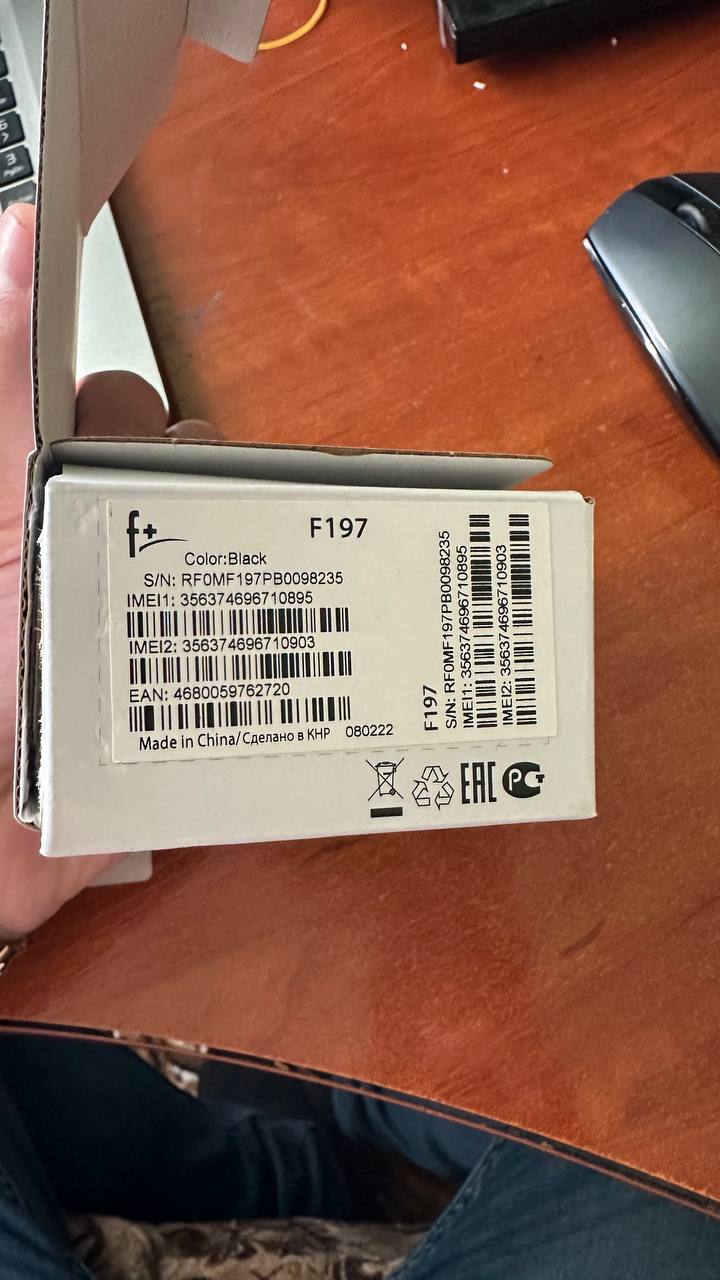 f+
F197
Color:Black
S/N: RF0MF197PB0098235
IMEI1: 356374696710895
IMEI2: 356374696710903
EAN: 4680059762720
Made in China/Сделано в КНР 080222
F197
S/N: RF0MF197PB0098235
IMEI1: 356374696710895
IMEI2: 356374696710903
EAC
РСТ